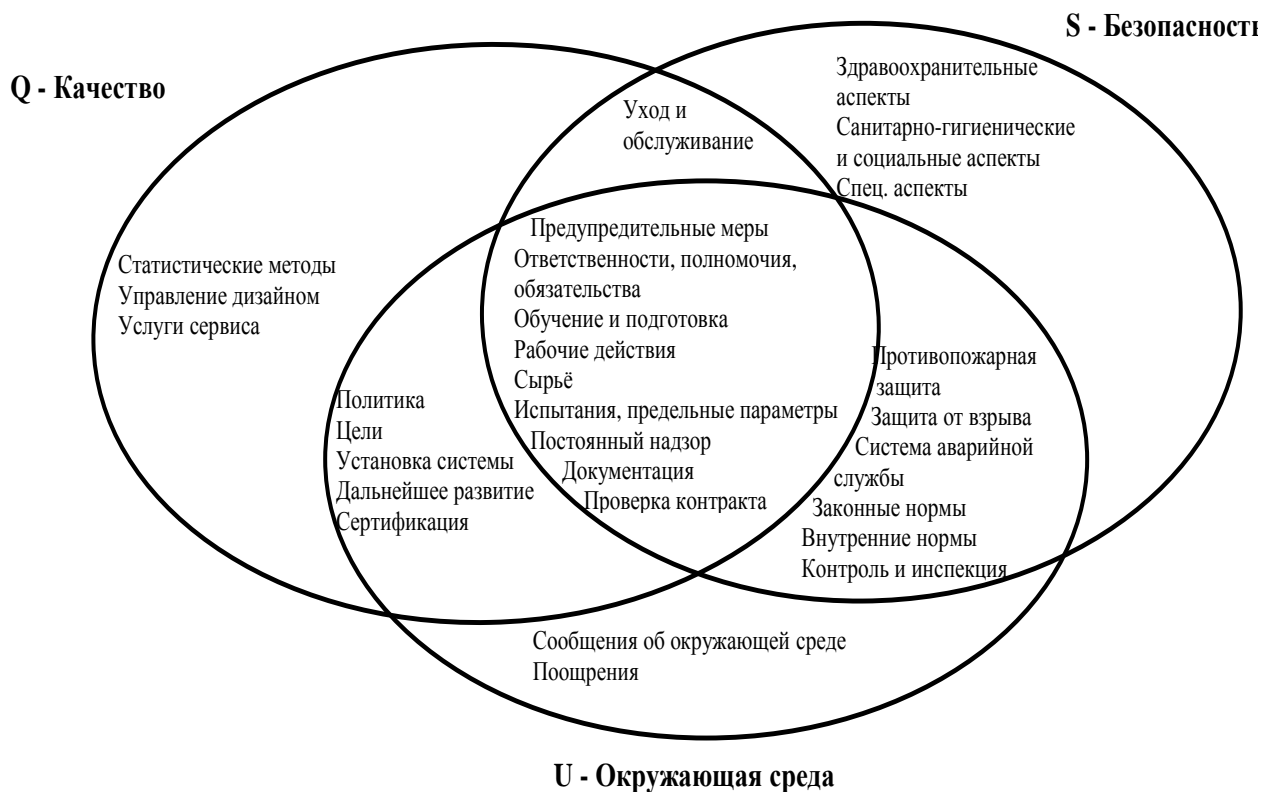 S - Безопасность
Q - Качество
Здравоохранительные
аспекты
Санитарно-гигиенические
и социальные аспекты
Спец. аспекты
Уход и
обслуживание
Предупредительные меры
Ответственности, полномочия,
обязательства
Обучение и подготовка
Рабочие действия
Сырьё
Испытания, предельные параметры
Постоянный надзор
Документация
Проверка контракта
Статистические методы
Управление дизайном
Услуги сервиса
Политика
Цели
Установка системы
Дальнейшее развитие
Сертификация
Противопожарная
защита
Защита от взрыва
Система аварийной
службы
Законные нормы
Внутренние нормы
Контроль и инспекция
Сообщения об окружающей среде
Поощрения
U - Окружающая среда